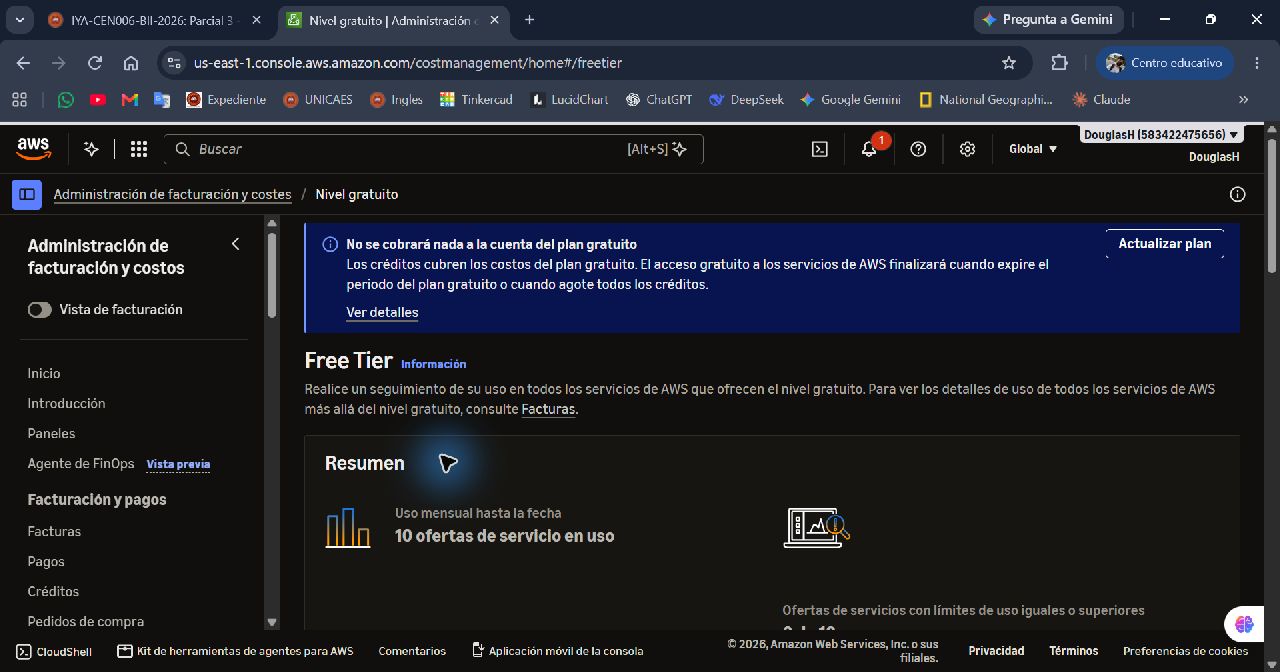 IYA-CEN006-BII-2026: Parcial 3 -
Nivel gratuito | Administración
Pregunta a Gemini
us-east-1.console.aws.amazon.com/costmanagement/home#/freetier
Centro educativo
Expediente
UNICAES
Ingles
Tinkercad
LucidChart
ChatGPT
DeepSeek
Google Gemini
National Geographi...
Claude
aws
Buscar
[Alt+S]
1
Global
DouglasH (583422475656)
DouglasH
Administración de facturación y costes / Nivel gratuito
Administración de
facturación y costos
Vista de facturación
Inicio
Introducción
Paneles
Agente de FinOps Vista previa
Facturación y pagos
Facturas
Pagos
Créditos
Pedidos de compra
No se cobrará nada a la cuenta del plan gratuito
Actualizar plan
Los créditos cubren los costos del plan gratuito. El acceso gratuito a los servicios de AWS finalizará cuando expire el
periodo del plan gratuito o cuando agote todos los créditos.
Ver detalles
Free Tier Información
Realice un seguimiento de su uso en todos los servicios de AWS que ofrecen el nivel gratuito. Para ver los detalles de uso de todos los servicios de AWS
más allá del nivel gratuito, consulte Facturas.
Resumen
Uso mensual hasta la fecha
10 ofertas de servicio en uso
Ofertas de servicios con límites de uso iguales o superiores
CloudShell
Kit de herramientas de agentes para AWS
Comentarios
Aplicación móvil de la consola
© 2026, Amazon Web Services, Inc. o sus
filiales.
Privacidad
Términos
Preferencias de cookies